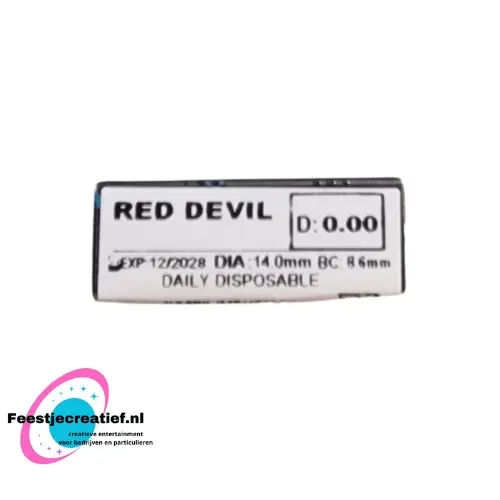 RED DEVIL
D: 0.00
EXP 12/2028 DIA :14.0mm BC: 8.6mm
DAILY DISPOSABLE
Feestjecreatief.nl
creatieve entertainment
voor bedrijven en particulieren